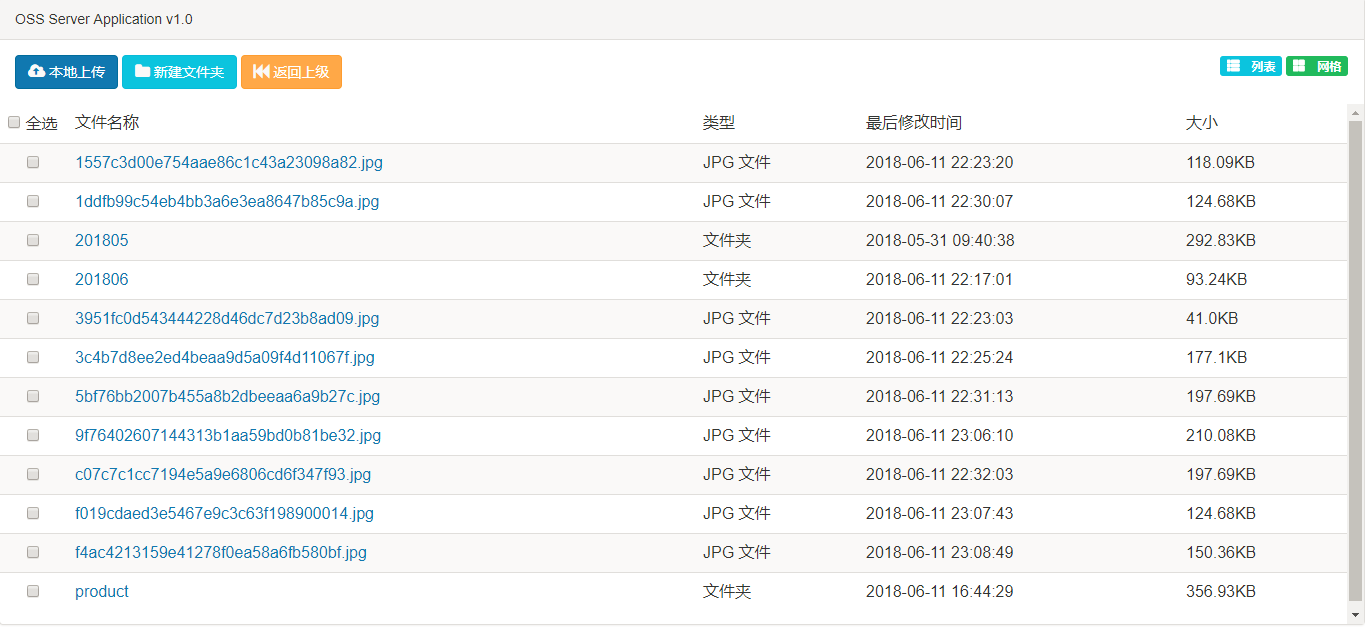 OSS Server Application v1.0
本地上传 新建文件夹 返回上级 列表 网格
全选 文件名称 类型 最后修改时间 大小
1557c3d00e754aae86c1c43a23098a82.jpg JPG 文件 2018-06-11 22:23:20 118.09KB
1ddfb99c54eb4bb3a6e3ea8647b85c9a.jpg JPG 文件 2018-06-11 22:30:07 124.68KB
201805 文件夹 2018-05-31 09:40:38 292.83KB
201806 文件夹 2018-06-11 22:17:01 93.24KB
3951fc0d543444228d46dc7d23b8ad09.jpg JPG 文件 2018-06-11 22:23:03 41.0KB
3c4b7d8ee2ed4beaa9d5a09f4d11067f.jpg JPG 文件 2018-06-11 22:25:24 177.1KB
5bf76bb2007b455a8b2dbeeaa6a9b27c.jpg JPG 文件 2018-06-11 22:31:13 197.69KB
9f76402607144313b1aa59bd0b81be32.jpg JPG 文件 2018-06-11 23:06:10 210.08KB
c07c7c1cc7194e5a9e6806cd6f347f93.jpg JPG 文件 2018-06-11 22:32:03 197.69KB
f019cdaed3e5467e9c3c63f198900014.jpg JPG 文件 2018-06-11 23:07:43 124.68KB
f4ac4213159e41278f0ea58a6fb580bf.jpg JPG 文件 2018-06-11 23:08:49 150.36KB
product 文件夹 2018-06-11 16:44:29 356.93KB